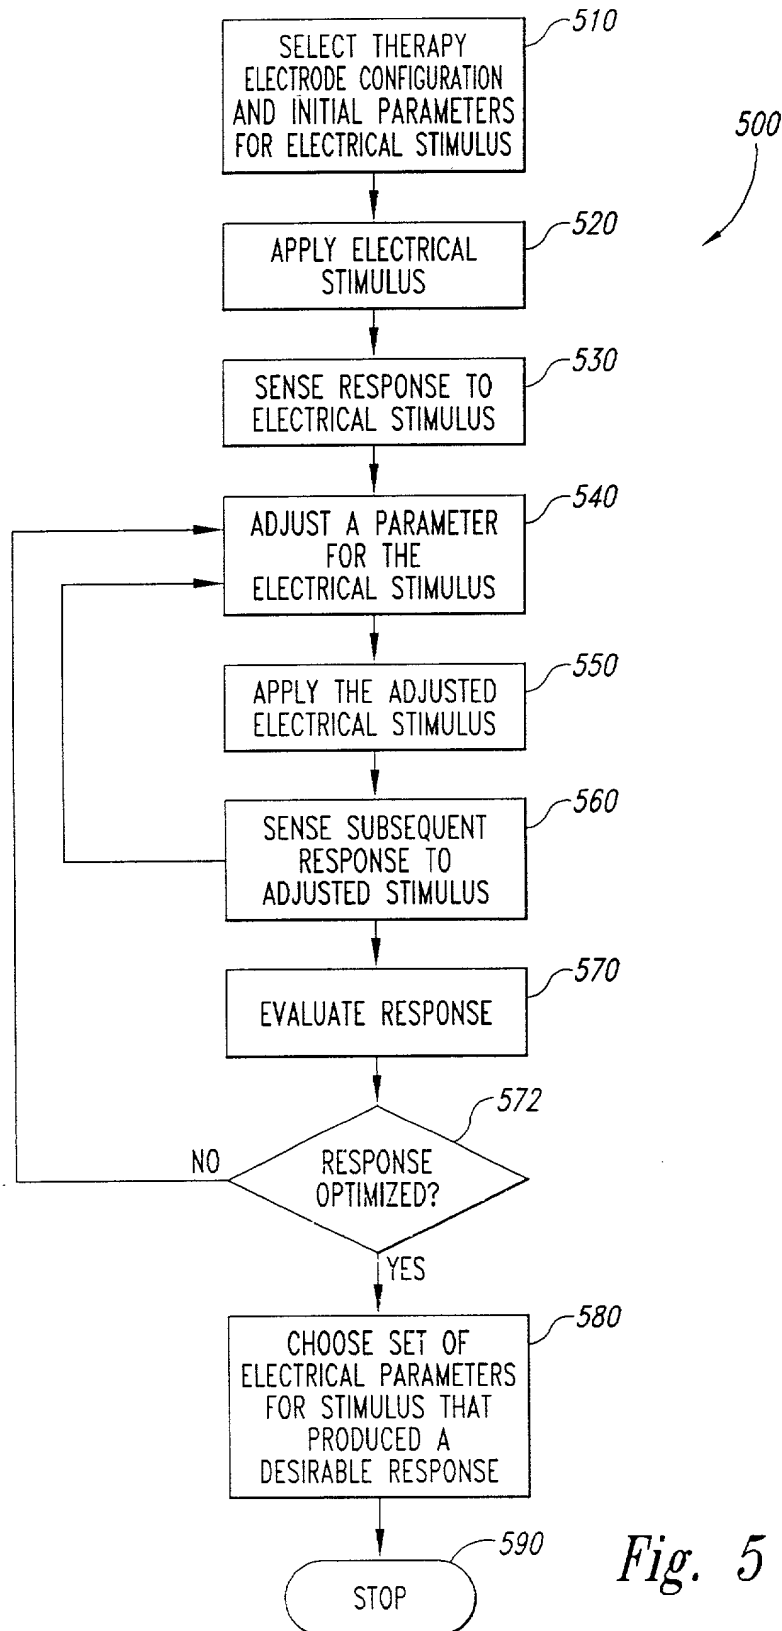 510
SELECT THERAPY
ELECTRODE CONFIGURATION
AND INITIAL PARAMETERS
FOR ELECTRICAL STIMULUS
500
520
APPLY ELECTRICAL
STIMULUS
530
SENSE RESPONSE TO
ELECTRICAL STIMULUS
540
ADJUST A PARAMETER
FOR THE
ELECTRICAL STIMULUS
550
APPLY THE ADJUSTED
ELECTRICAL STIMULUS
560
SENSE SUBSEQUENT
RESPONSE TO
ADJUSTED STIMULUS
570
EVALUATE RESPONSE
572
NO
RESPONSE
OPTIMIZED?
YES
580
CHOOSE SET OF
ELECTRICAL PARAMETERS
FOR STIMULUS THAT
PRODUCED A
DESIRABLE RESPONSE
590
STOP
Fig. 5